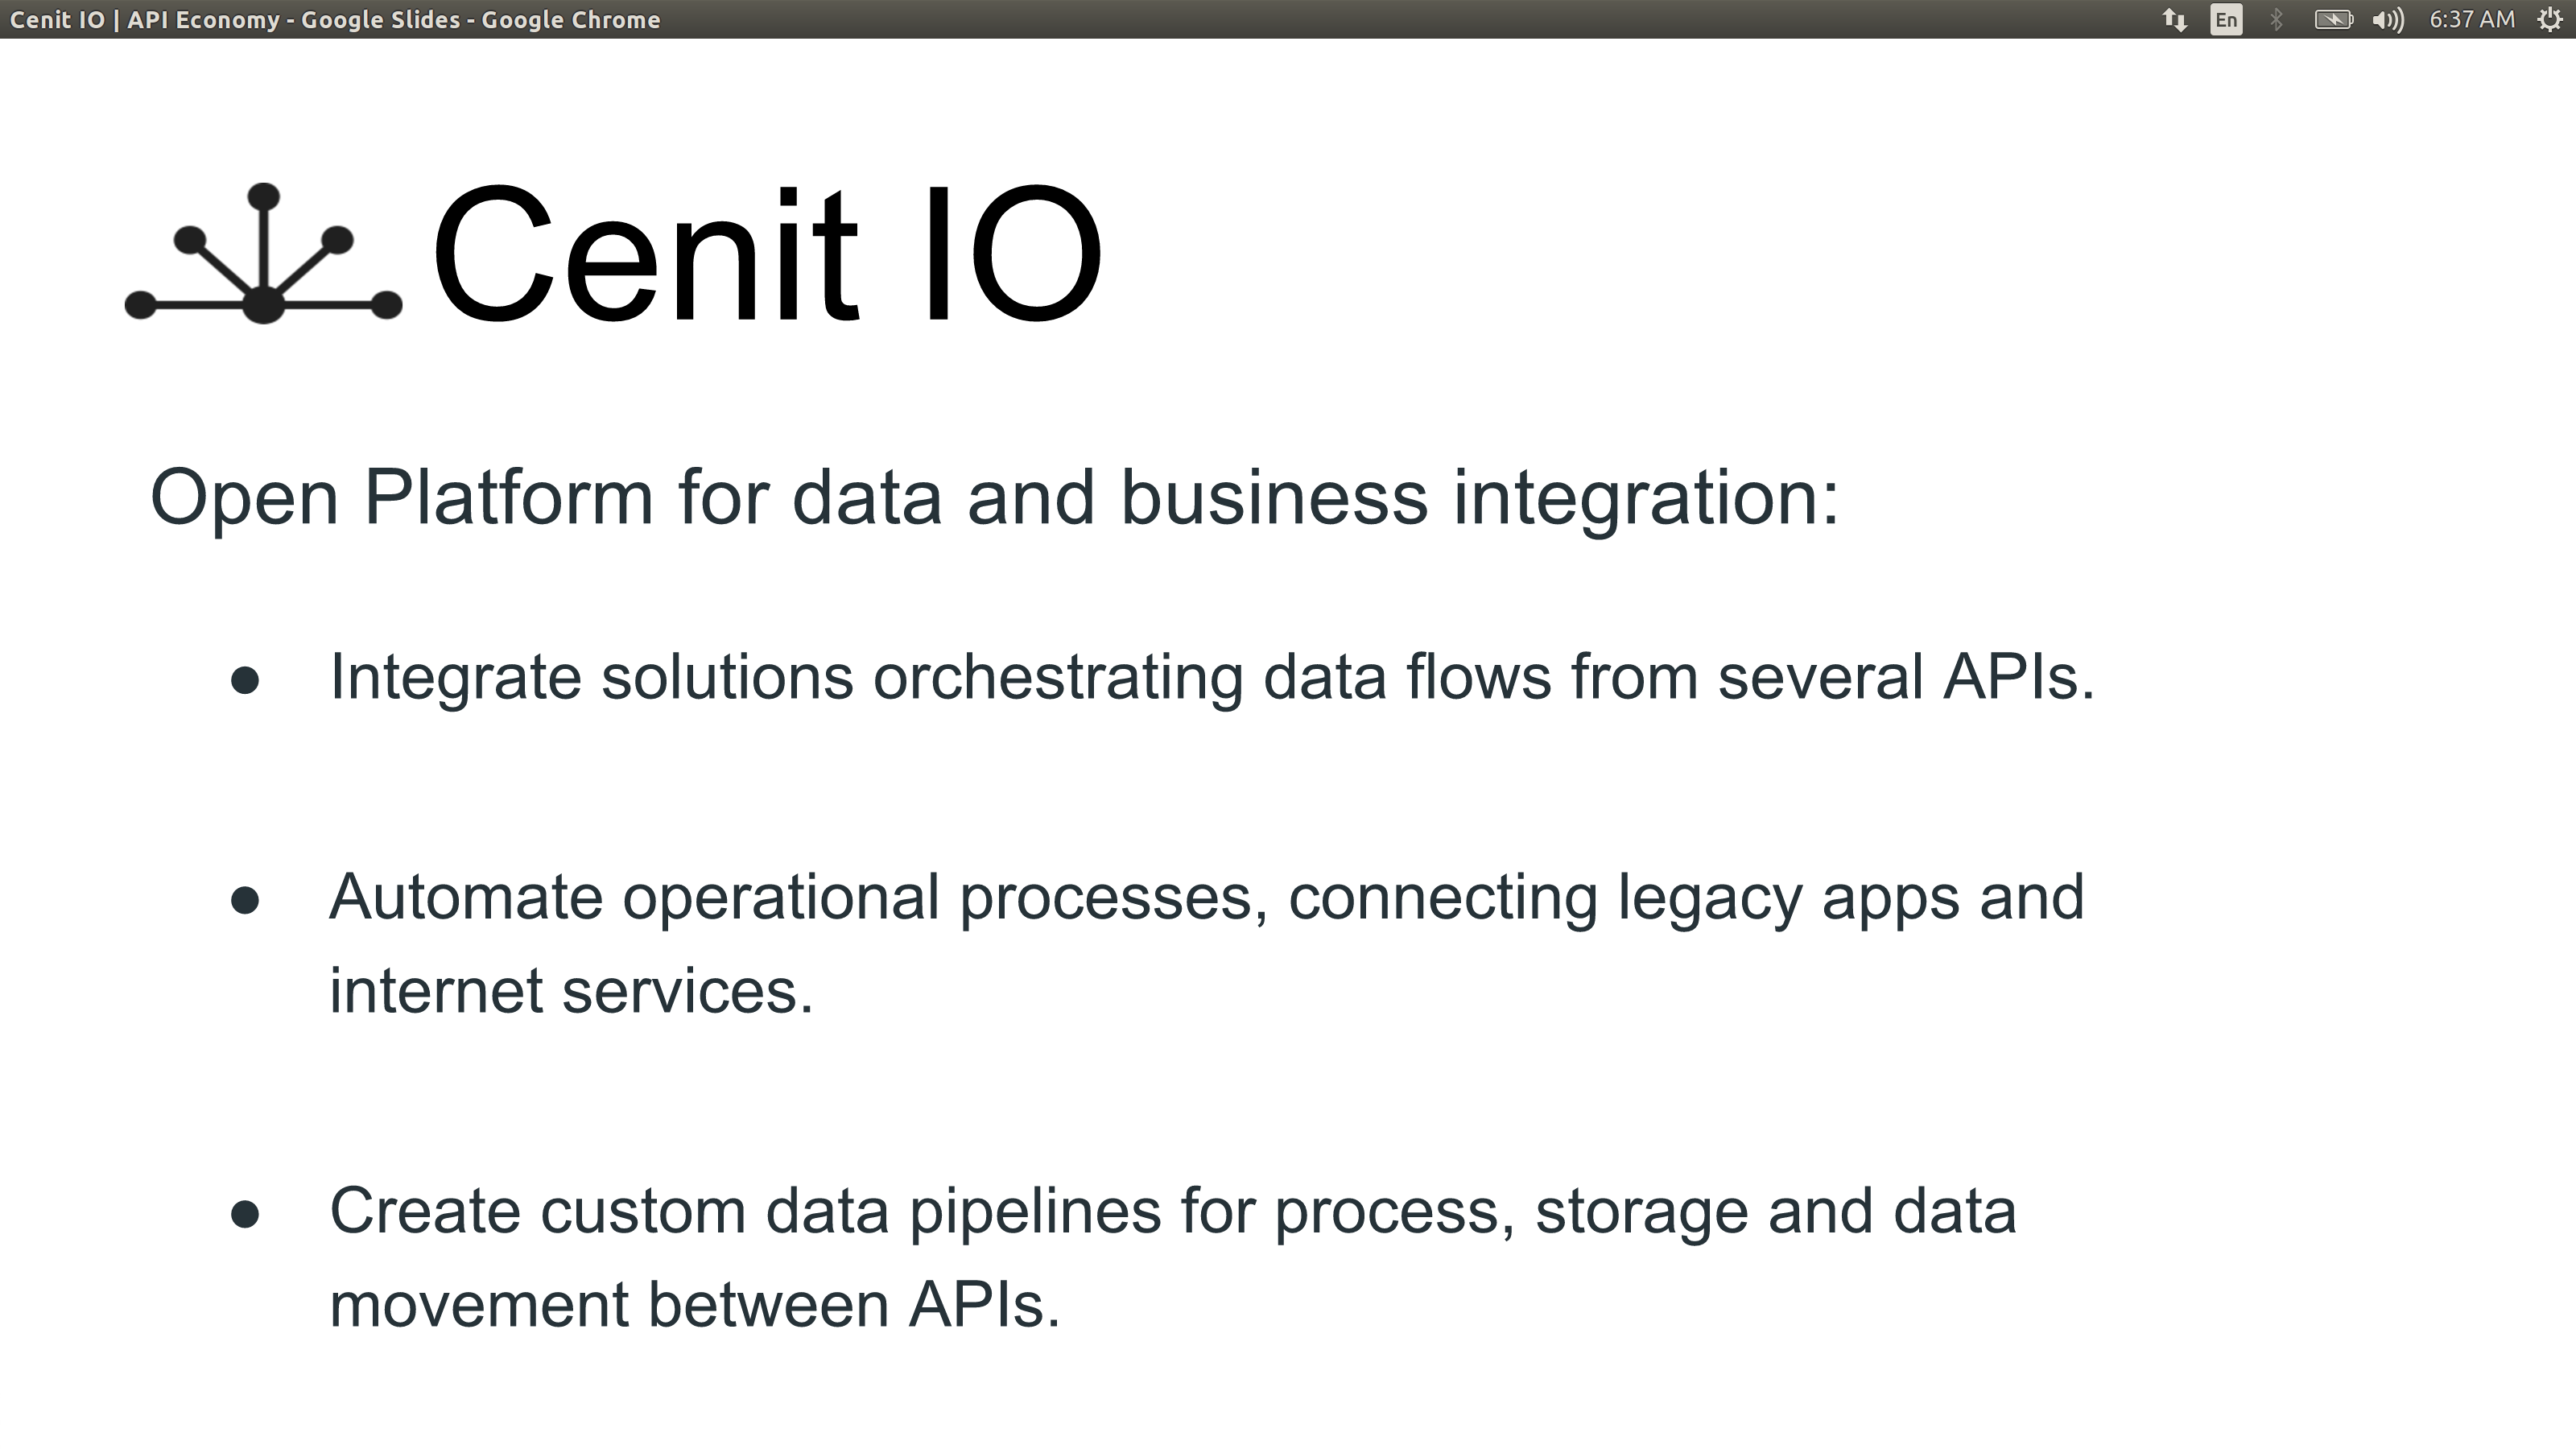 Cenit IO | API Economy - Google Slides - Google Chrome
En
6:37 AM
Cenit IO
Open Platform for data and business integration:
● Integrate solutions orchestrating data flows from several APIs.
● Automate operational processes, connecting legacy apps and
internet services.
● Create custom data pipelines for process, storage and data
movement between APIs.